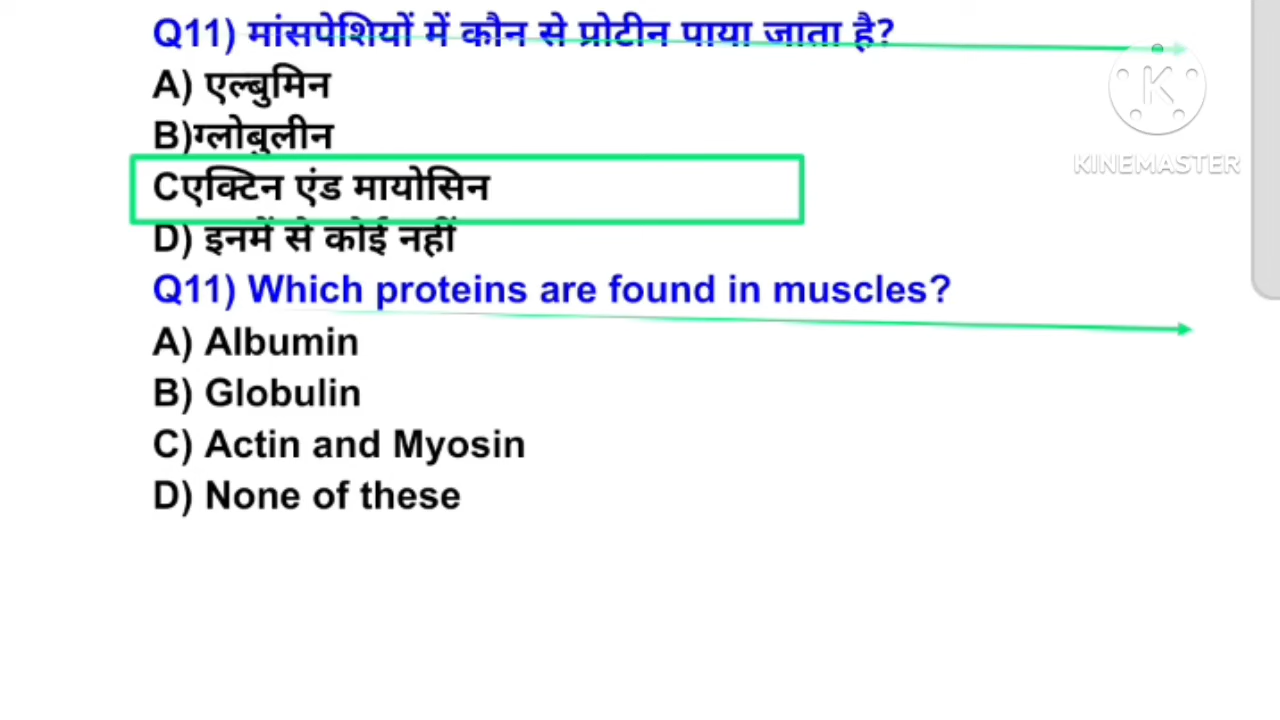 Q11) मांसपेशियों में कौन से प्रोटीन पाया जाता है?
A) एल्बुमिन
B)ग्लोबुलीन
Cएक्टिन एंड मायोसिन
D) इनमें से कोई नहीं
Q11) Which proteins are found in muscles?
A) Albumin
B) Globulin
C) Actin and Myosin
D) None of these
K
KINEMASTER